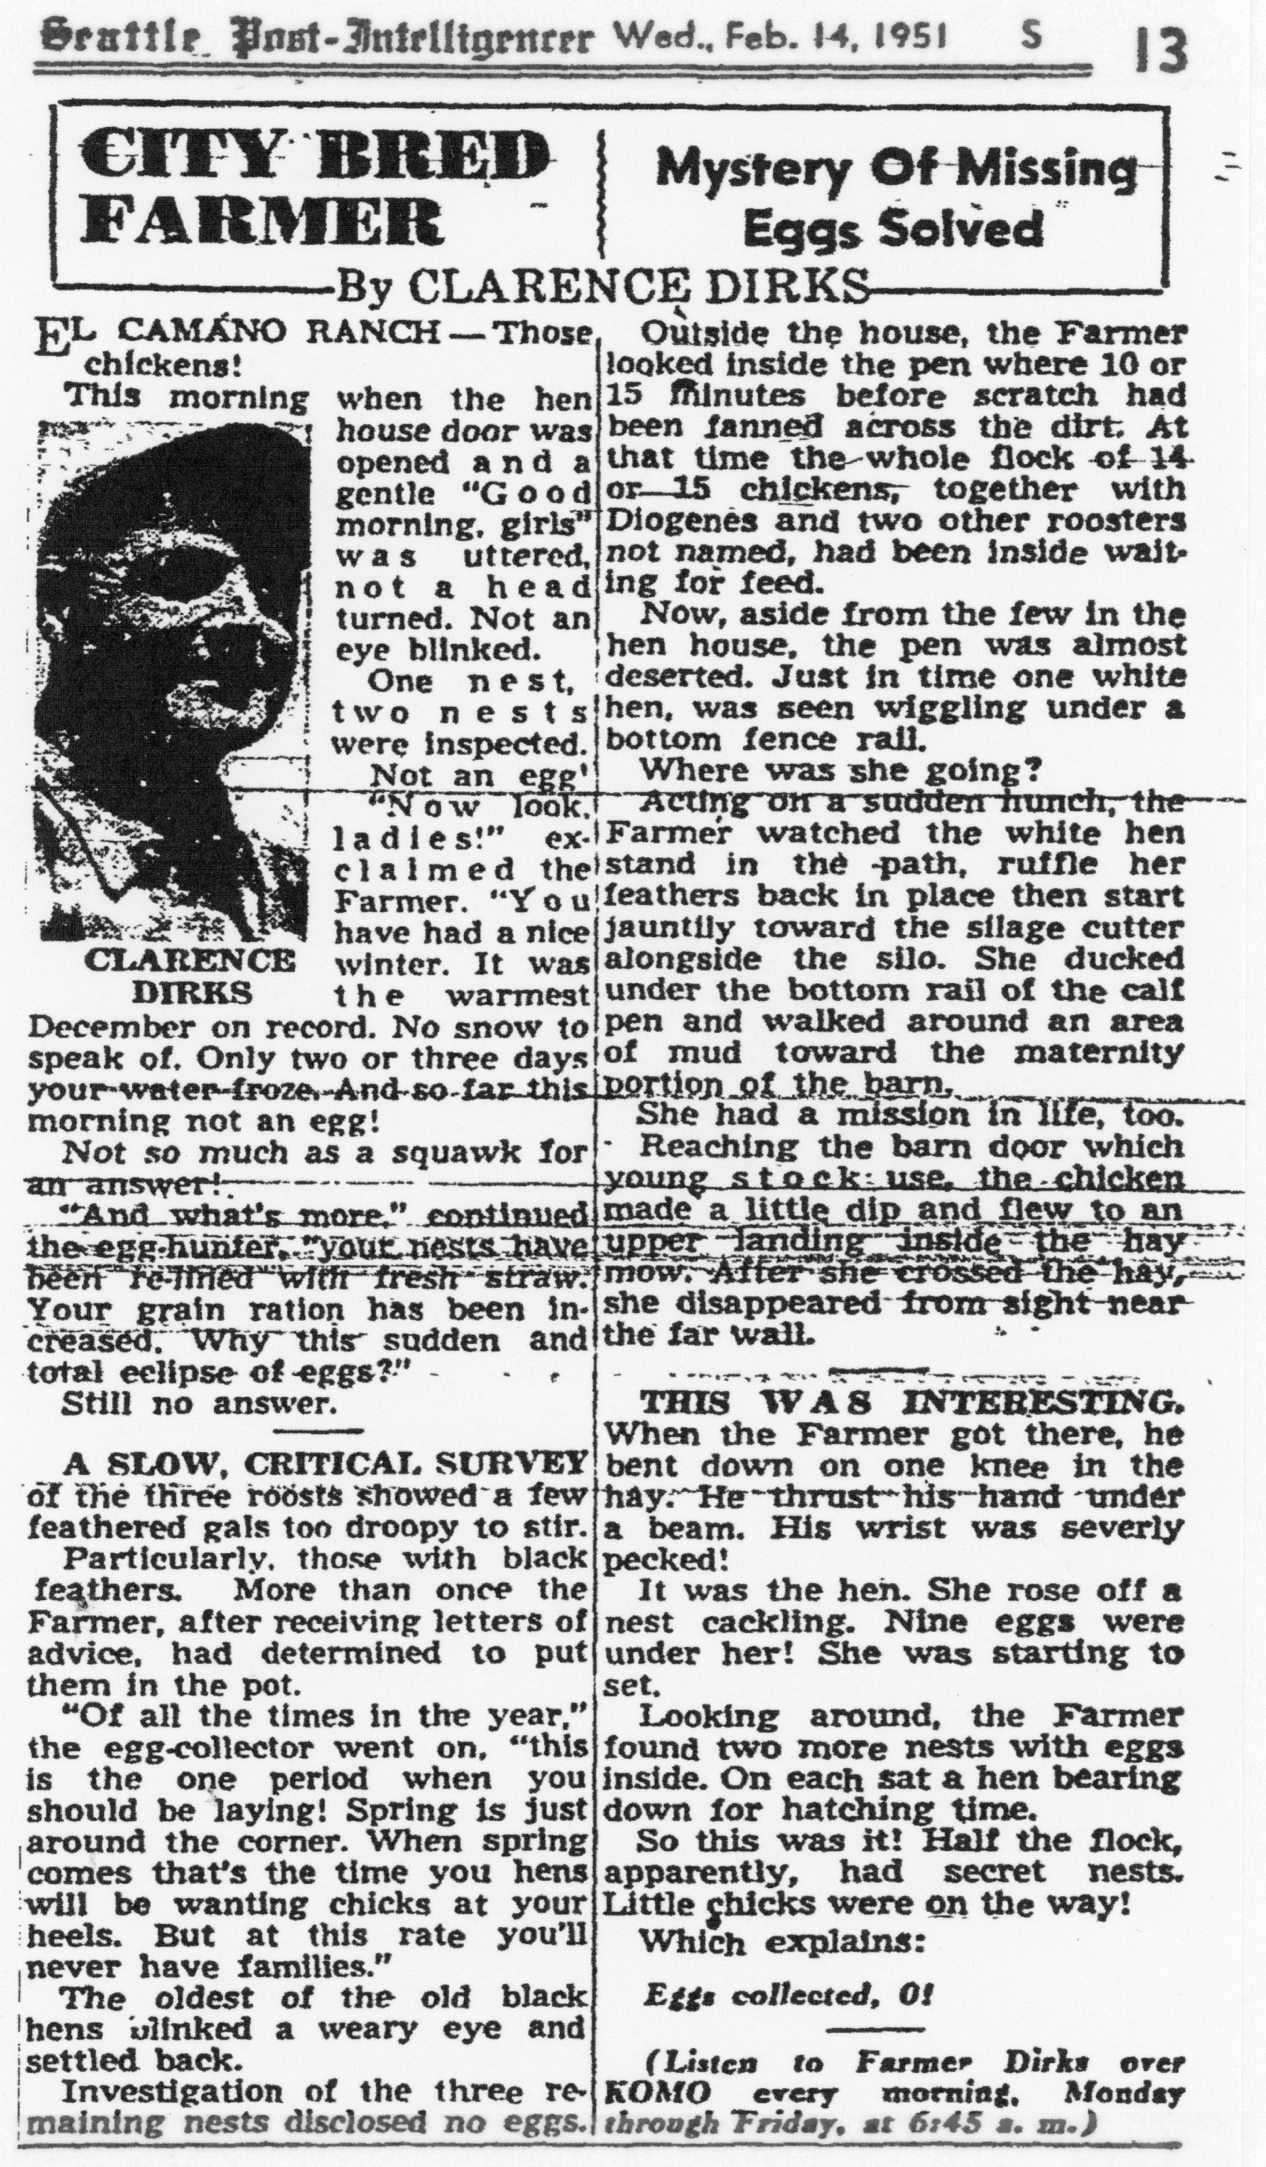 Seattle Post-Intelligencer Wed., Feb. 14, 1951 S 13
CITY BRED
FARMER
Mystery Of Missing
Eggs Solved
By CLARENCE DIRKS
EL CAMANO RANCH — Those
chickens!
This morning when the hen
house door was
opened and a
gentle "Good
morning, girls"
was uttered,
not a head
turned. Not an
eye blinked.
One nest,
two nests
were inspected.
Not an egg!
"Now look,
ladies!" ex-
claimed the
Farmer. "You
have had a nice
winter. It was
the warmest
CLARENCE
DIRKS
December on record. No snow to
speak of. Only two or three days
your water froze. And so far this
morning not an egg!
Not so much as a squawk for
an answer!
"And what's more," continued
the egg-hunter, "your nests have
been re-lined with fresh straw.
Your grain ration has been in-
creased. Why this sudden and
total eclipse of eggs?"
Still no answer.
A SLOW, CRITICAL SURVEY
of the three roosts showed a few
feathered gals too droopy to stir.
Particularly, those with black
feathers. More than once the
Farmer, after receiving letters of
advice, had determined to put
them in the pot.
"Of all the times in the year,"
the egg-collector went on, "this
is the one period when you
should be laying! Spring is just
around the corner. When spring
comes that's the time you hens
will be wanting chicks at your
heels. But at this rate you'll
never have families."
The oldest of the old black
hens blinked a weary eye and
settled back.
Investigation of the three re-
maining nests disclosed no eggs.
Outside the house, the Farmer
looked inside the pen where 10 or
15 minutes before scratch had
been fanned across the dirt. At
that time the whole flock of 14
or 15 chickens, together with
Diogenes and two other roosters
not named, had been inside wait-
ing for feed.
Now, aside from the few in the
hen house, the pen was almost
deserted. Just in time one white
hen, was seen wiggling under a
bottom fence rail.
Where was she going?
Acting on a sudden hunch, the
Farmer watched the white hen
stand in the path, ruffle her
feathers back in place then start
jauntily toward the silage cutter
alongside the silo. She ducked
under the bottom rail of the calf
pen and walked around an area
of mud toward the maternity
portion of the barn.
She had a mission in life, too.
Reaching the barn door which
young stock use, the chicken
made a little dip and flew to an
upper landing inside the hay
mow. After she crossed the hay,
she disappeared from sight near
the far wall.
THIS WAS INTERESTING.
When the Farmer got there, he
bent down on one knee in the
hay. He thrust his hand under
a beam. His wrist was severly
pecked!
It was the hen. She rose off a
nest cackling. Nine eggs were
under her! She was starting to
set.
Looking around, the Farmer
found two more nests with eggs
inside. On each sat a hen bearing
down for hatching time.
So this was it! Half the flock,
apparently, had secret nests.
Little chicks were on the way!
Which explains:
Eggs collected, 0!
(Listen to Farmer Dirks over
KOMO every morning, Monday
through Friday, at 6:45 a. m.)